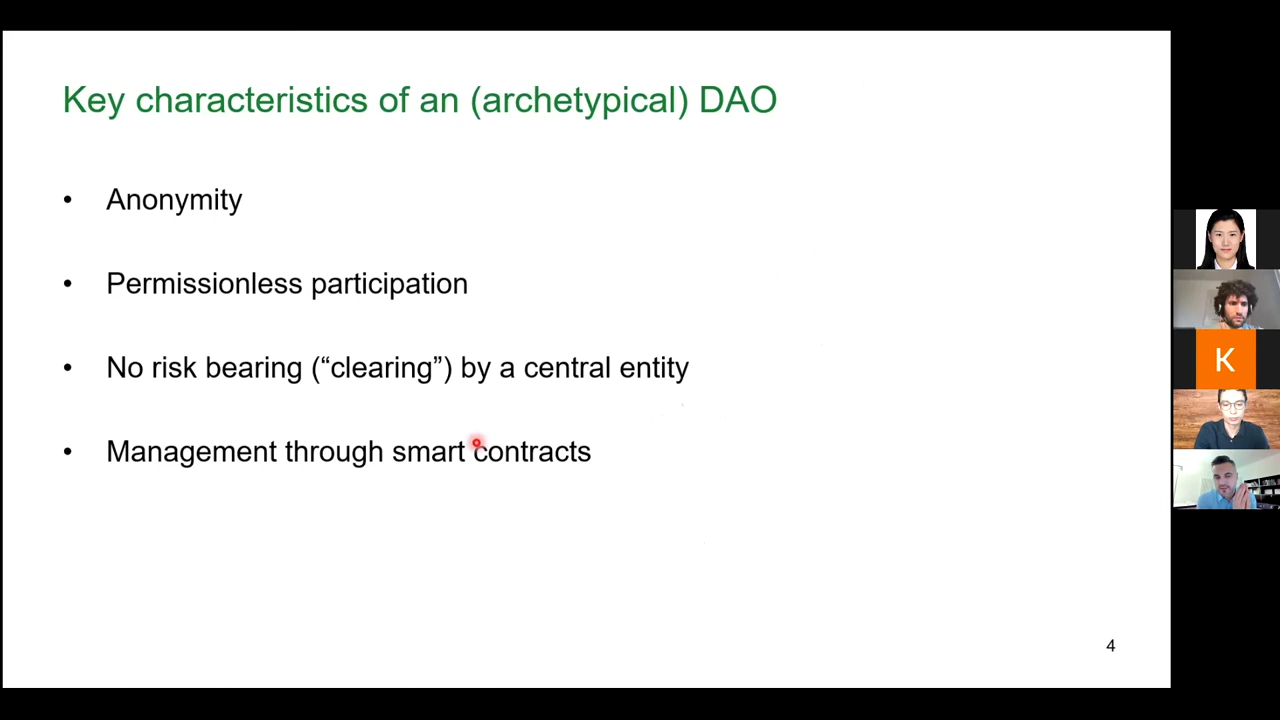 Key characteristics of an (archetypical) DAO
• Anonymity
• Permissionless participation
• No risk bearing (“clearing”) by a central entity
• Management through smart contracts
4
K